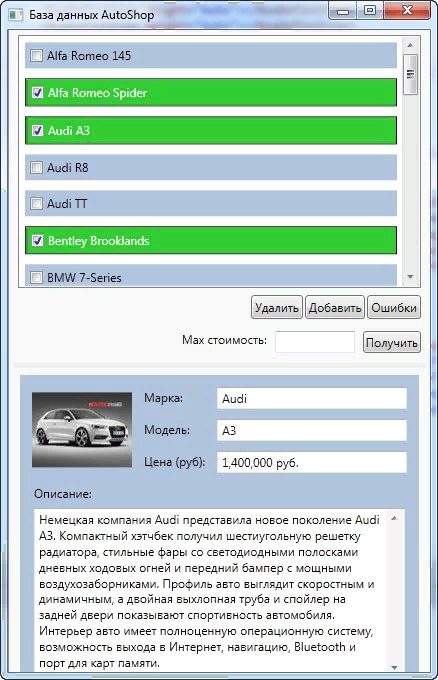 База данных AutoShop
Alfa Romeo 145
Alfa Romeo Spider
Audi A3
Audi R8
Audi TT
Bentley Brooklands
BMW 7-Series
Удалить Добавить Ошибки
Мах стоимость: Получить
Марка: Audi
Модель: A3
Цена (руб): 1,400,000 руб.
Описание:
Немецкая компания Audi представила новое поколение Audi
A3. Компактный хэтчбек получил шестиугольную решетку
радиатора, стильные фары со светодиодными полосками
дневных ходовых огней и передний бампер с мощными
воздухозаборниками. Профиль авто выглядит скоростным и
динамичным, а двойная выхлопная труба и спойлер на
задней двери показывают спортивность автомобиля.
Интерьер авто имеет полноценную операционную систему,
возможность выхода в Интернет, навигацию, Bluetooth и
порт для карт памяти.